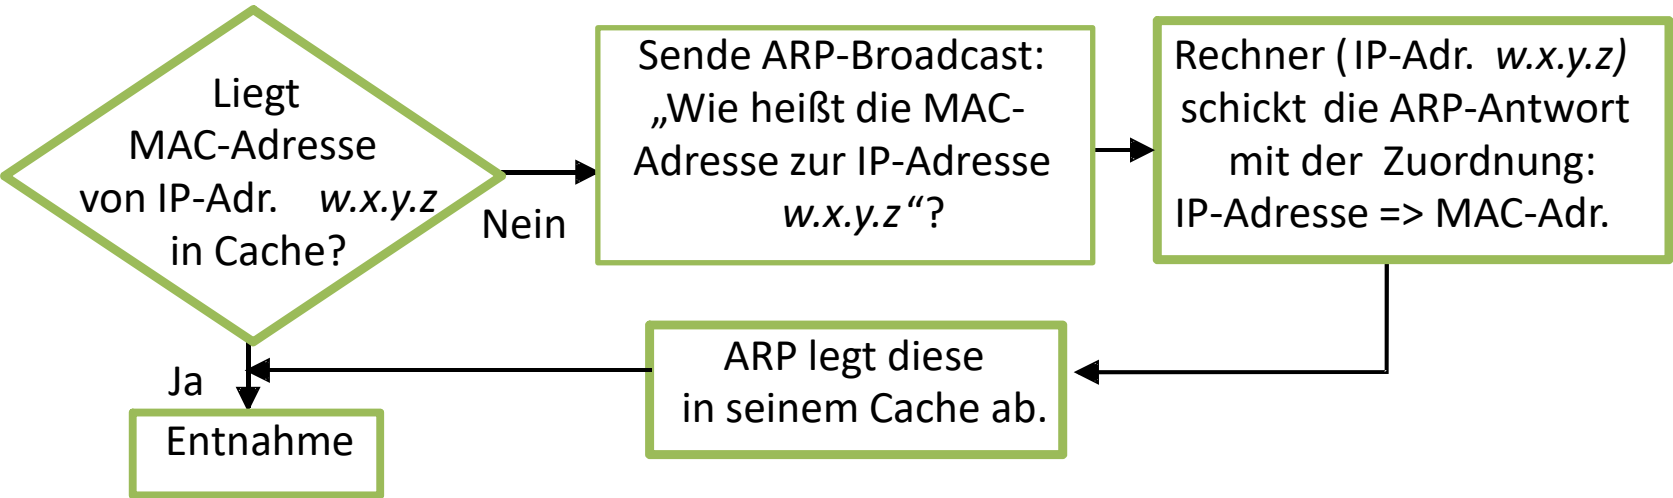 Liegt
MAC-Adresse
von IP-Adr. w.x.y.z
in Cache?
Nein
Sende ARP-Broadcast:
„Wie heißt die MAC-
Adresse zur IP-Adresse
w.x.y.z“?
Rechner (IP-Adr. w.x.y.z)
schickt die ARP-Antwort
mit der Zuordnung:
IP-Adresse => MAC-Adr.
ARP legt diese
in seinem Cache ab.
Ja
Entnahme